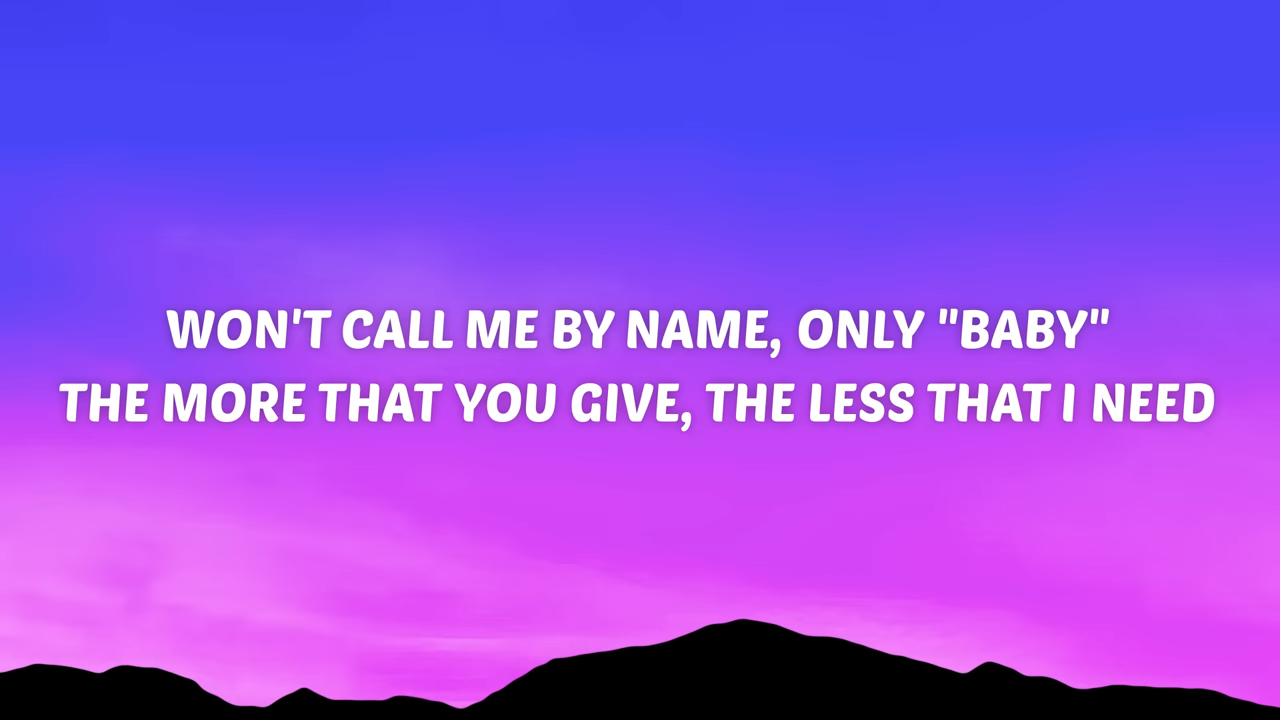 WON'T CALL ME BY NAME, ONLY "BABY"
THE MORE THAT YOU GIVE, THE LESS THAT I NEED